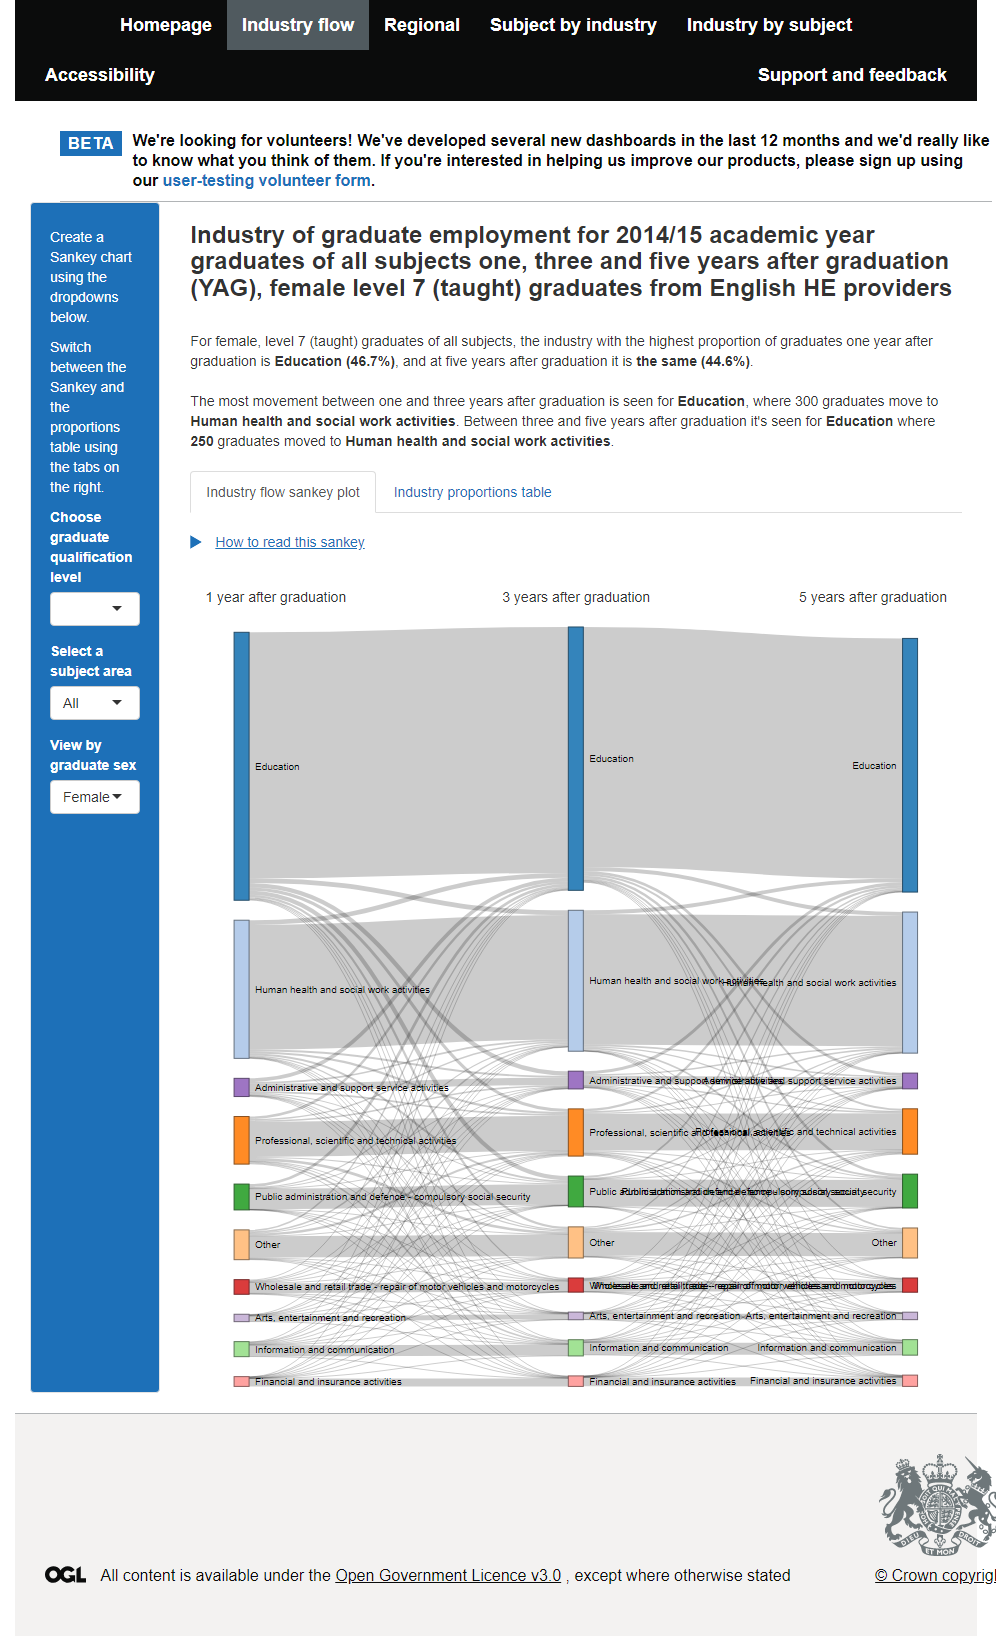 Homepage
Industry flow
Regional
Subject by industry
Industry by subject
Accessibility
Support and feedback
BETA
We're looking for volunteers! We've developed several new dashboards in the last 12 months and we'd really like
to know what you think of them. If you're interested in helping us improve our products, please sign up using
our user-testing volunteer form.
Create a
Sankey chart
using the
dropdowns
below.
Switch
between the
Sankey and
the
proportions
table using
the tabs on
the right.
Choose
graduate
qualification
level
Select a
subject area
All
View by
graduate sex
Female
Industry of graduate employment for 2014/15 academic year
graduates of all subjects one, three and five years after graduation
(YAG), female level 7 (taught) graduates from English HE providers
For female, level 7 (taught) graduates of all subjects, the industry with the highest proportion of graduates one year after
graduation is Education (46.7%), and at five years after graduation it is the same (44.6%).
The most movement between one and three years after graduation is seen for Education, where 300 graduates move to
Human health and social work activities. Between three and five years after graduation it's seen for Education where
250 graduates moved to Human health and social work activities.
Industry flow sankey plot
Industry proportions table
How to read this sankey
1 year after graduation
3 years after graduation
5 years after graduation
Education
Education
Education
Human health and social work activities
Human health and social work activities
Human health and social work activities
Administrative and support service activities
Administrative and support service activities
Administrative and support service activities
Professional, scientific and technical activities
Professional, scientific and technical activities
Professional, scientific and technical activities
Public administration and defence - compulsory social security
Public administration and defence - compulsory social security
Public administration and defence - compulsory social security
Other
Other
Other
Wholesale and retail trade - repair of motor vehicles and motorcycles
Wholesale and retail trade - repair of motor vehicles and motorcycles
Wholesale and retail trade - repair of motor vehicles and motorcycles
Arts, entertainment and recreation
Arts, entertainment and recreation
Arts, entertainment and recreation
Information and communication
Information and communication
Information and communication
Financial and insurance activities
Financial and insurance activities
Financial and insurance activities
DIEU ET MON DROIT
OGL
All content is available under the Open Government Licence v3.0 , except where otherwise stated
© Crown copyrig